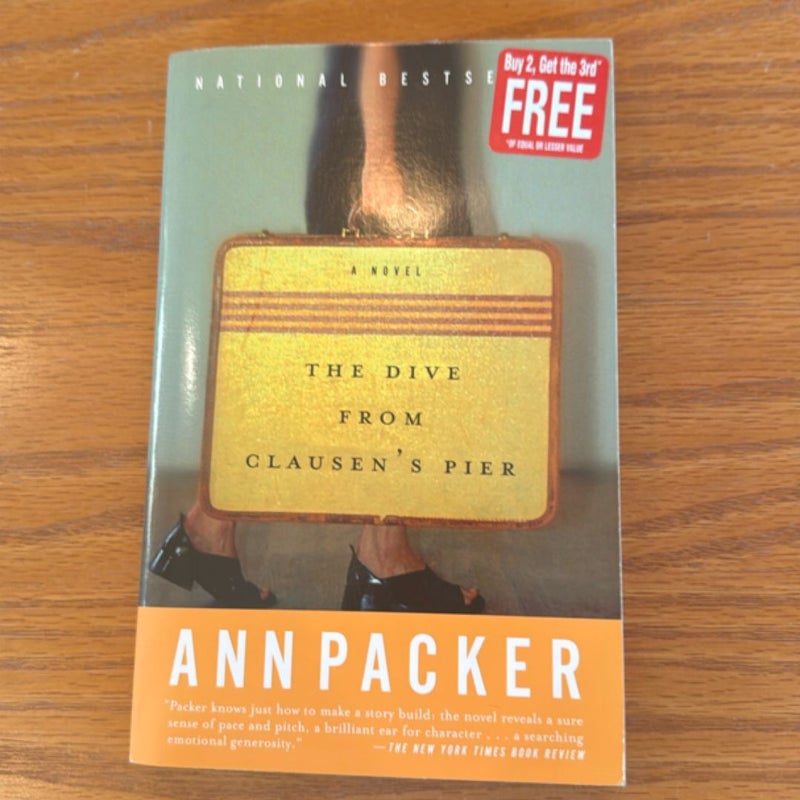 NATIONAL BESTSE
Buy 2, Get the 3rd*
FREE
*OF EQUAL OR LESSER VALUE
A NOVEL
THE DIVE
FROM
CLAUSEN'S PIER
ANN PACKER
"Packer knows just how to make a story build: the novel reveals a sure
sense of pace and pitch, a brilliant ear for character . . . a searching
emotional generosity."
—THE NEW YORK TIMES BOOK REVIEW